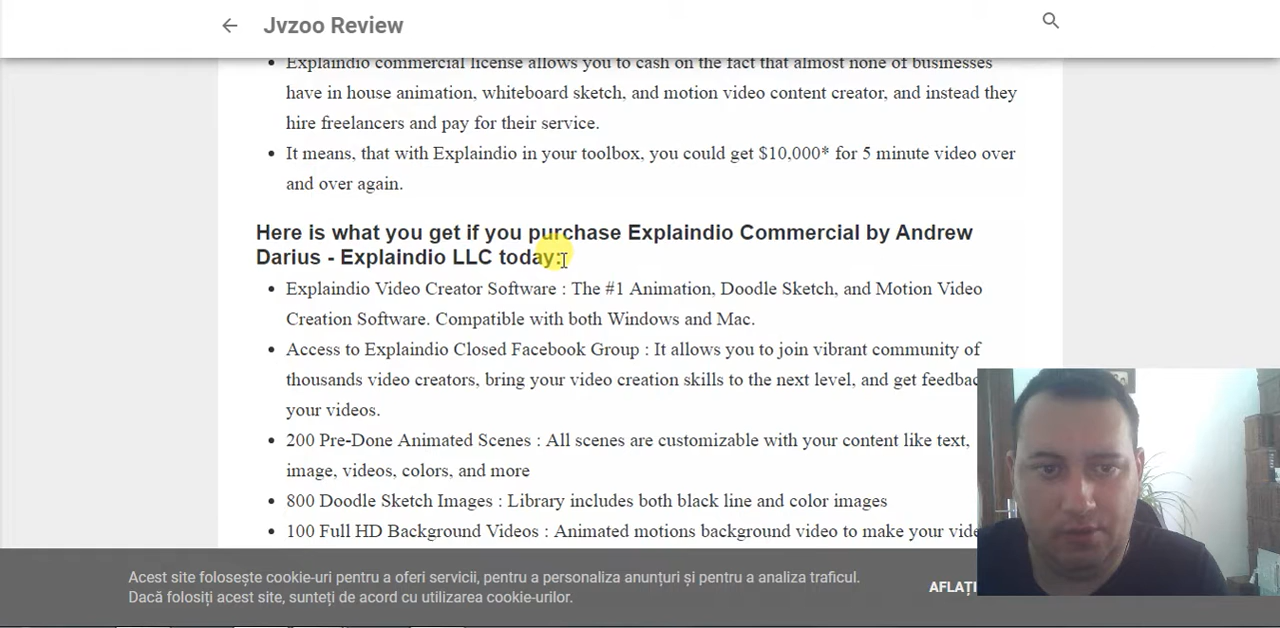 Jvzoo Review
Explaindio commercial license allows you to cash on the fact that almost none of businesses
have in house animation, whiteboard sketch, and motion video content creator, and instead they
hire freelancers and pay for their service.
It means, that with Explaindio in your toolbox, you could get $10,000* for 5 minute video over
and over again.
Here is what you get if you purchase Explaindio Commercial by Andrew
Darius - Explaindio LLC today:
Explaindio Video Creator Software : The #1 Animation, Doodle Sketch, and Motion Video
Creation Software. Compatible with both Windows and Mac.
Access to Explaindio Closed Facebook Group : It allows you to join vibrant community of
thousands video creators, bring your video creation skills to the next level, and get feedbac
your videos.
200 Pre-Done Animated Scenes : All scenes are customizable with your content like text,
image, videos, colors, and more
800 Doodle Sketch Images : Library includes both black line and color images
100 Full HD Background Videos : Animated motions background video to make your vide
Acest site folosește cookie-uri pentru a oferi servicii, pentru a personaliza anunțuri și pentru a analiza traficul.
Dacă folosiți acest site, sunteți de acord cu utilizarea cookie-urilor.
AFLAȚI